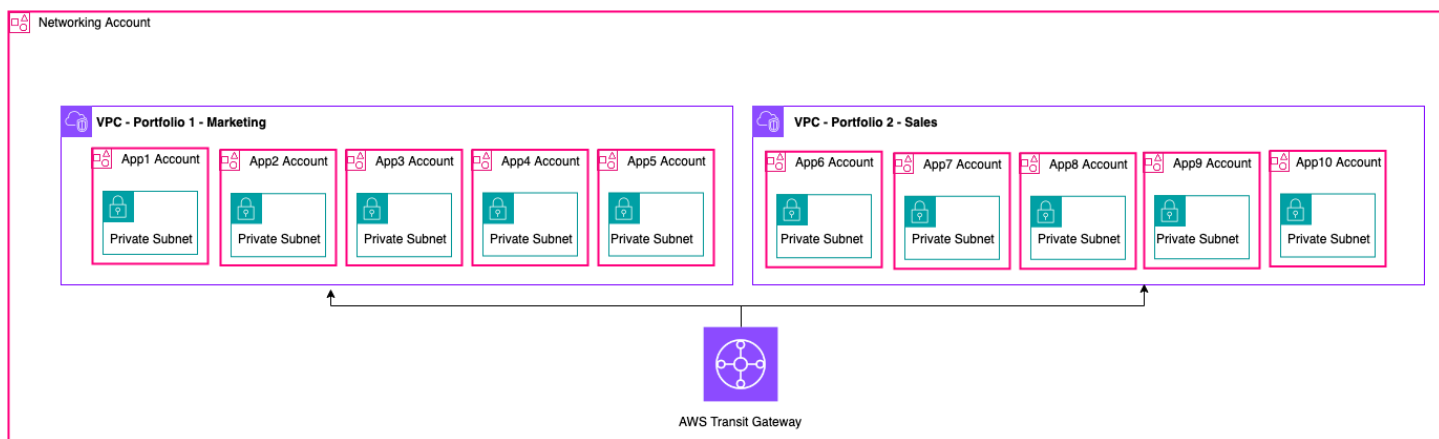 Networking Account
VPC - Portfolio 1 - Marketing
App1 Account
App2 Account
App3 Account
App4 Account
App5 Account
Private Subnet
Private Subnet
Private Subnet
Private Subnet
Private Subnet
VPC - Portfolio 2 - Sales
App6 Account
App7 Account
App8 Account
App9 Account
App10 Account
Private Subnet
Private Subnet
Private Subnet
Private Subnet
Private Subnet
AWS Transit Gateway